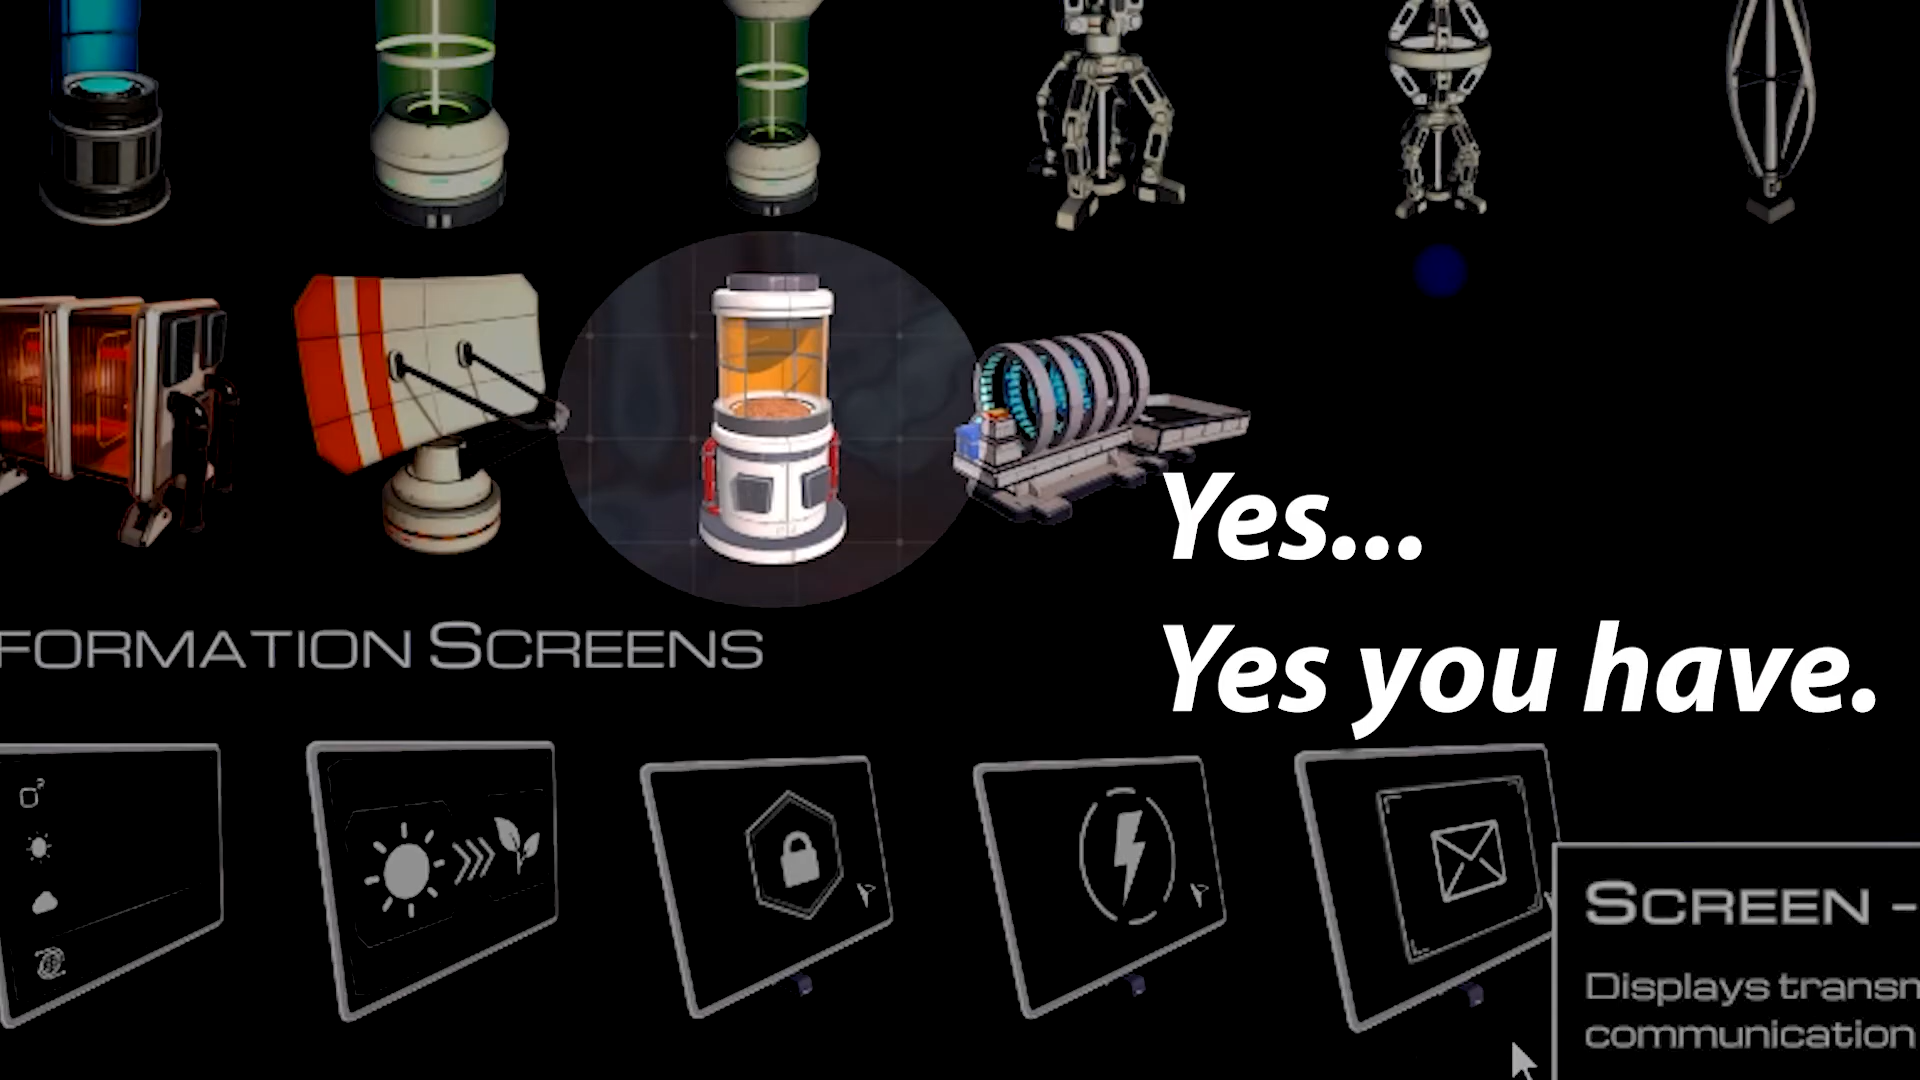 Yes...
Yes you have.
FORMATION SCREENS
SCREEN -
Displays transm
communication